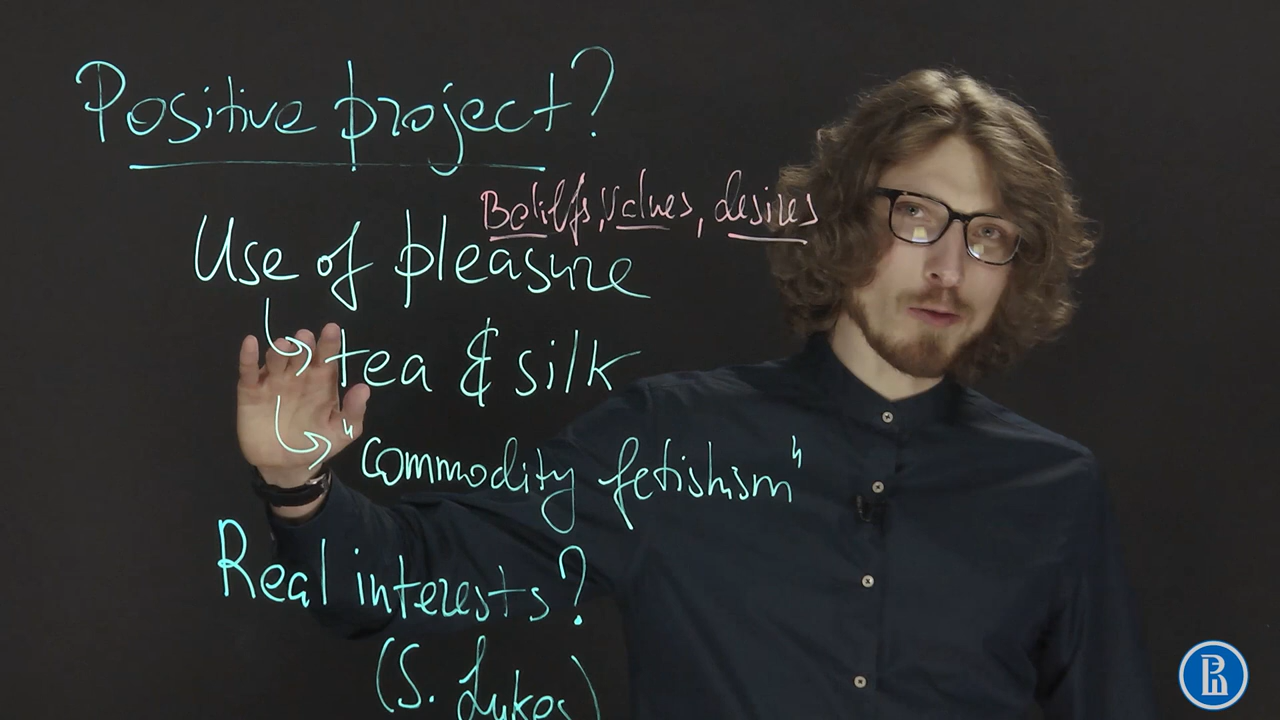 Positive project?
Beliefs, values, desires
Use of pleasure
tea & silk
"commodity fetishism"
Real interests?
(S. Lukes)